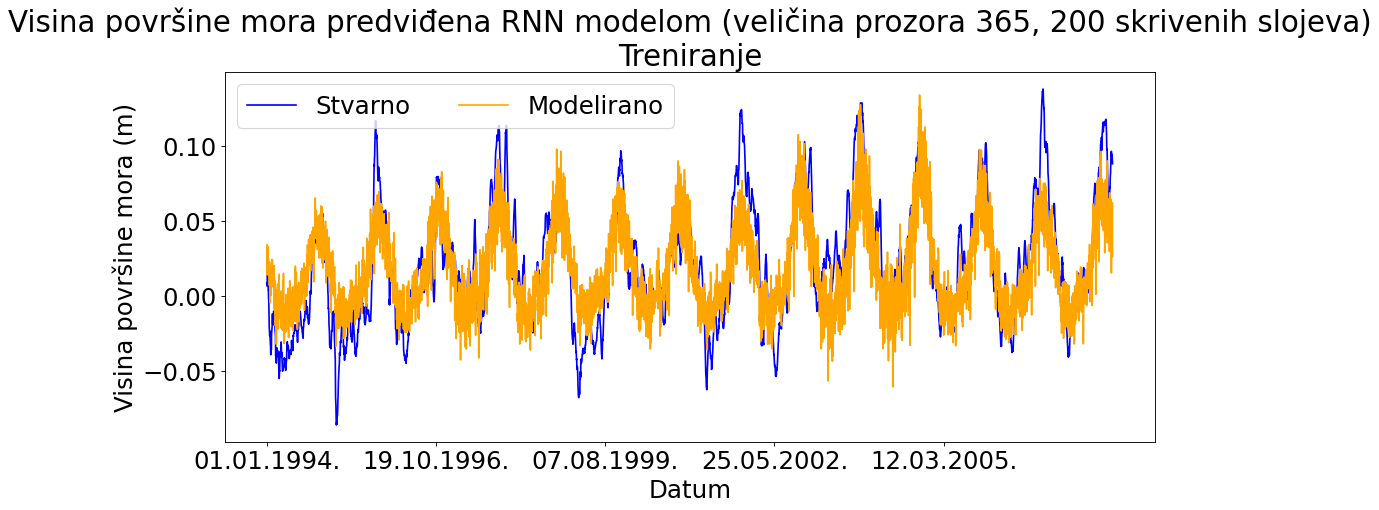 Visina površine mora predviđena RNN modelom (veličina prozora 365, 200 skrivenih slojeva)
Treniranje
Stvarno
Modelirano
Visina površine mora (m)
0.10
0.05
0.00
−0.05
01.01.1994.
19.10.1996.
07.08.1999.
25.05.2002.
12.03.2005.
Datum